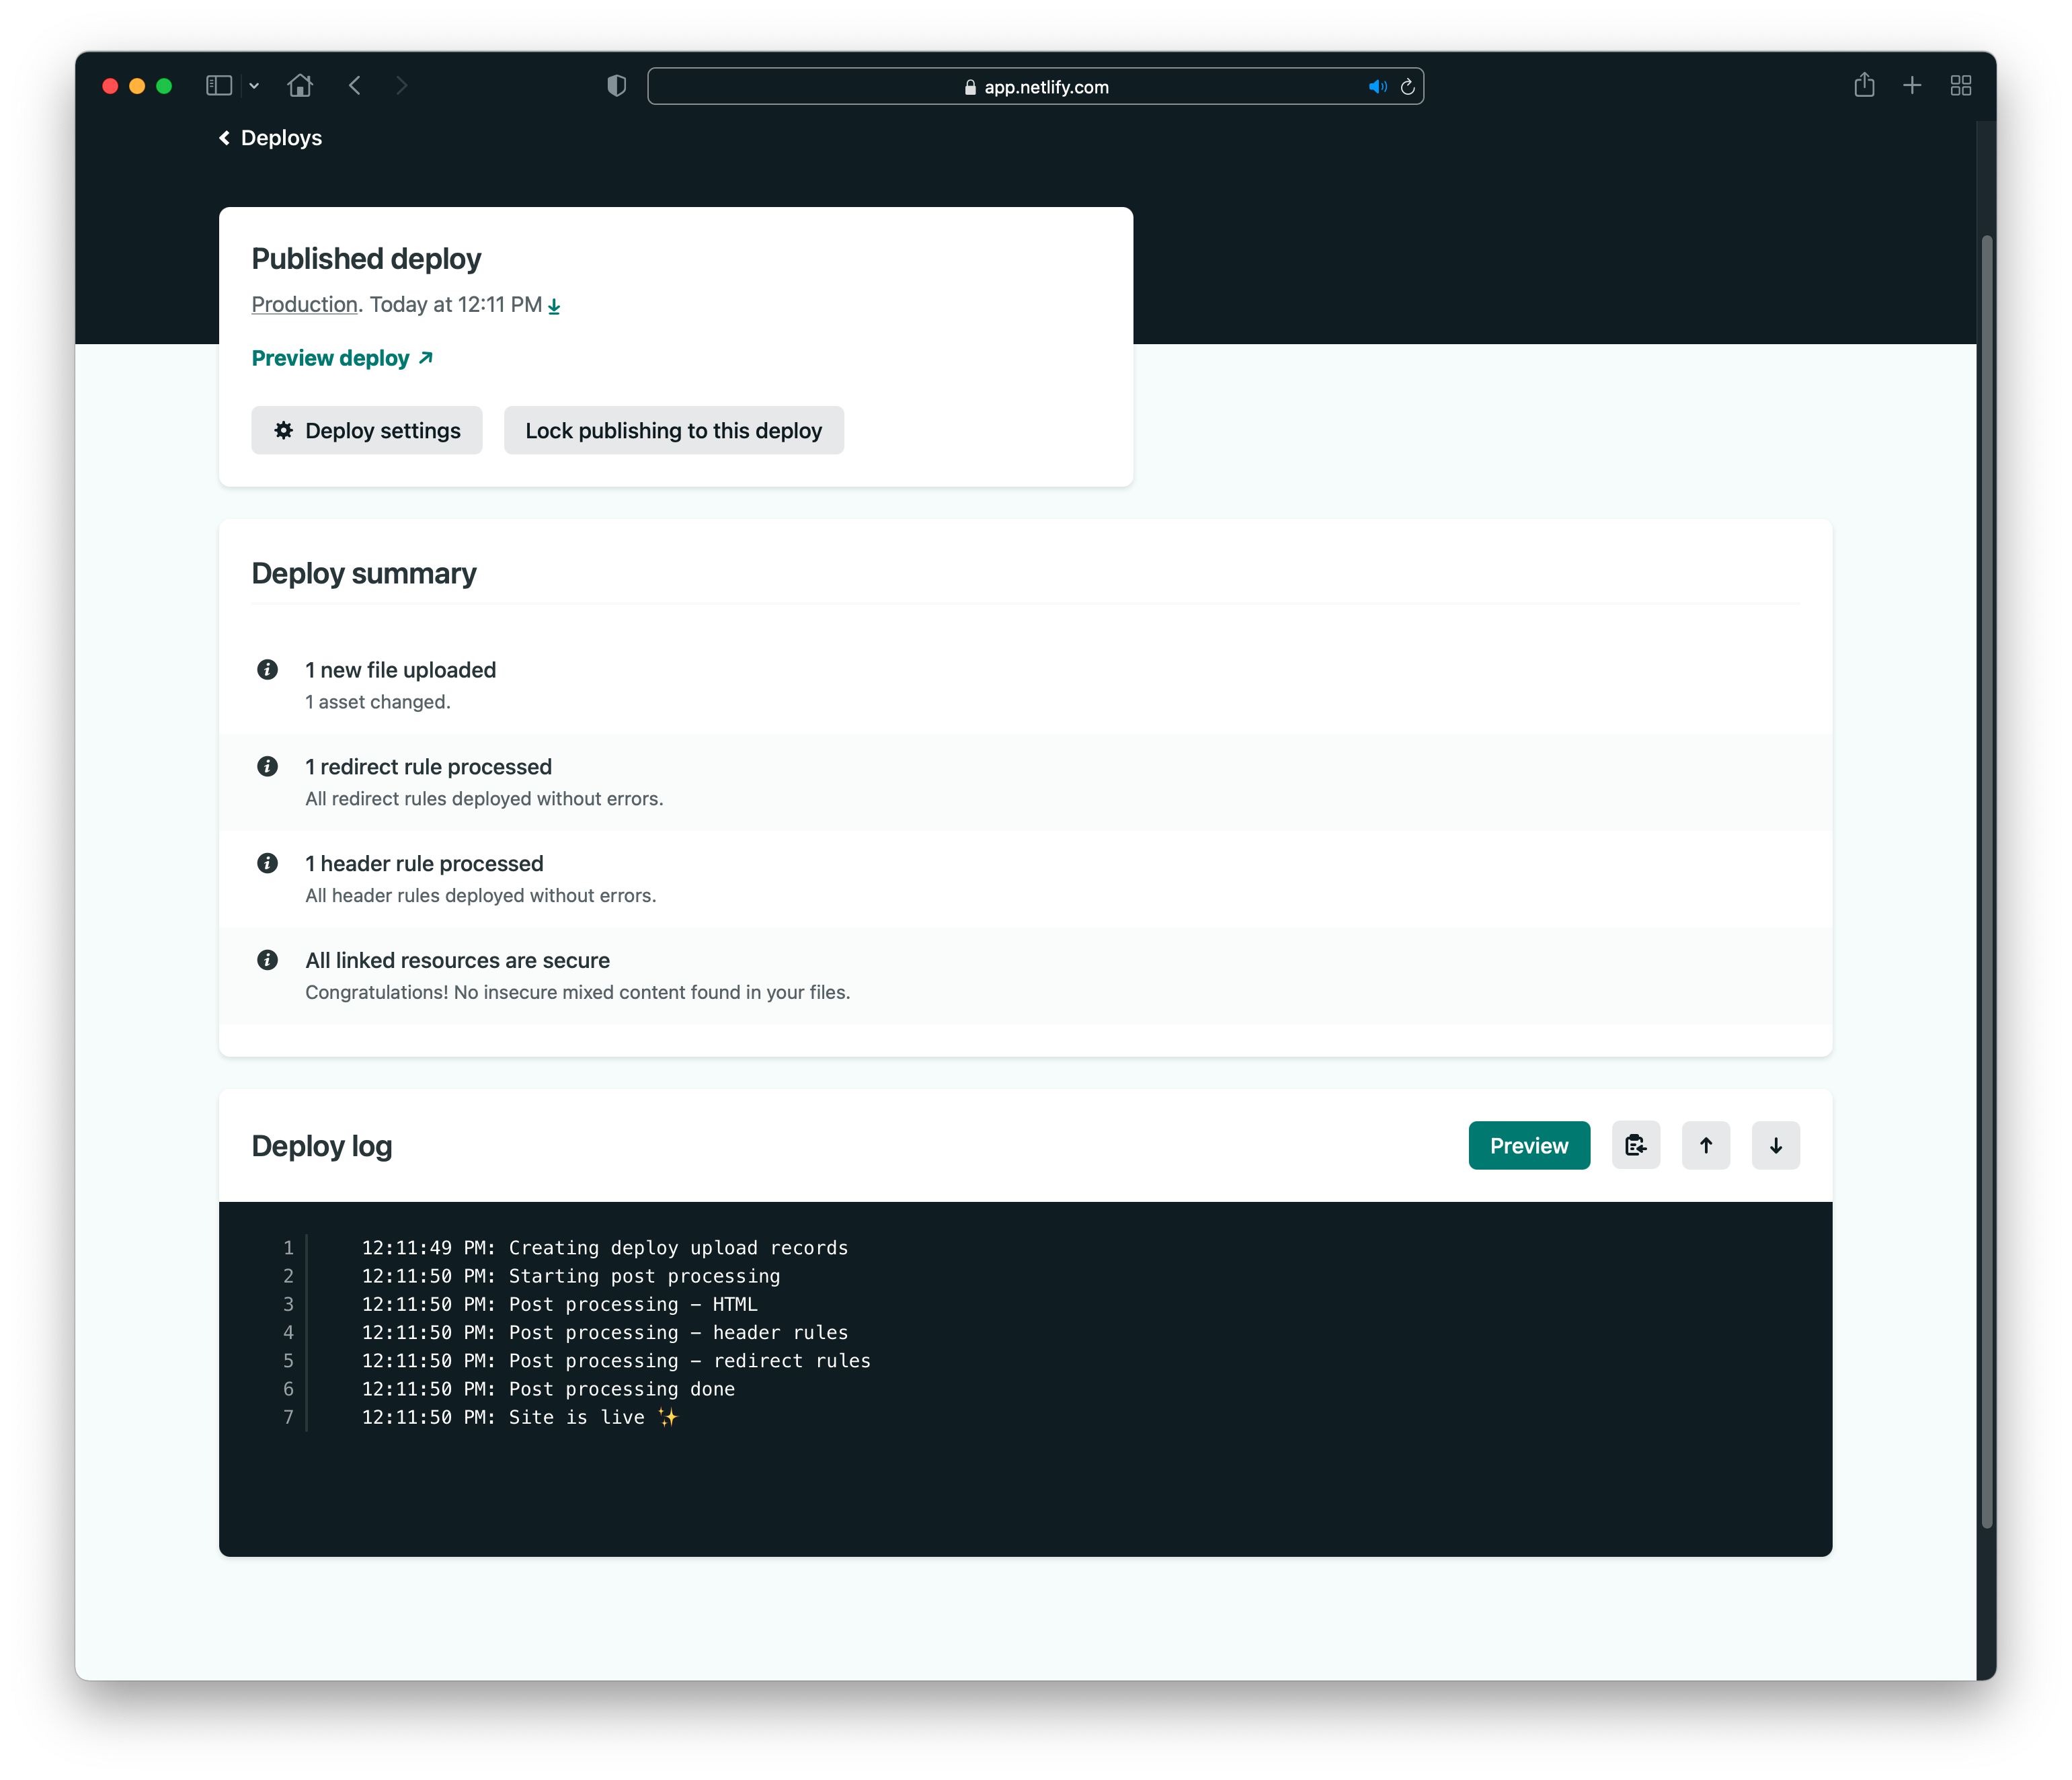 app.netlify.com
Deploys
Published deploy
Production. Today at 12:11 PM
Preview deploy
Deploy settings
Lock publishing to this deploy
Deploy summary
1 new file uploaded
1 asset changed.
1 redirect rule processed
All redirect rules deployed without errors.
1 header rule processed
All header rules deployed without errors.
All linked resources are secure
Congratulations! No insecure mixed content found in your files.
Deploy log
Preview
1 12:11:49 PM: Creating deploy upload records
2 12:11:50 PM: Starting post processing
3 12:11:50 PM: Post processing – HTML
4 12:11:50 PM: Post processing – header rules
5 12:11:50 PM: Post processing – redirect rules
6 12:11:50 PM: Post processing done
7 12:11:50 PM: Site is live ✨